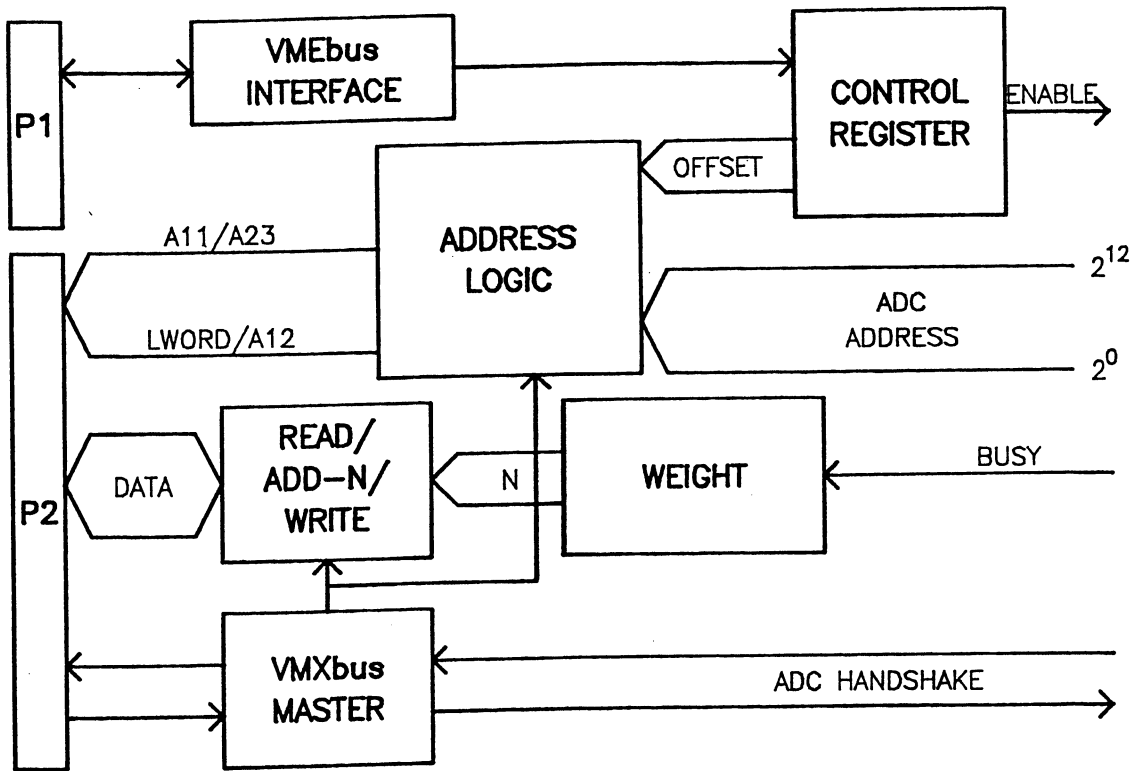 VMEbus
INTERFACE
CONTROL
REGISTER
ENABLE
P1
OFFSET
A11/A23
ADDRESS
LOGIC
2^12
ADC
ADDRESS
LWORD/A12
2^0
READ/
ADD-N/
WRITE
DATA
N
WEIGHT
BUSY
P2
VMXbus
MASTER
ADC HANDSHAKE